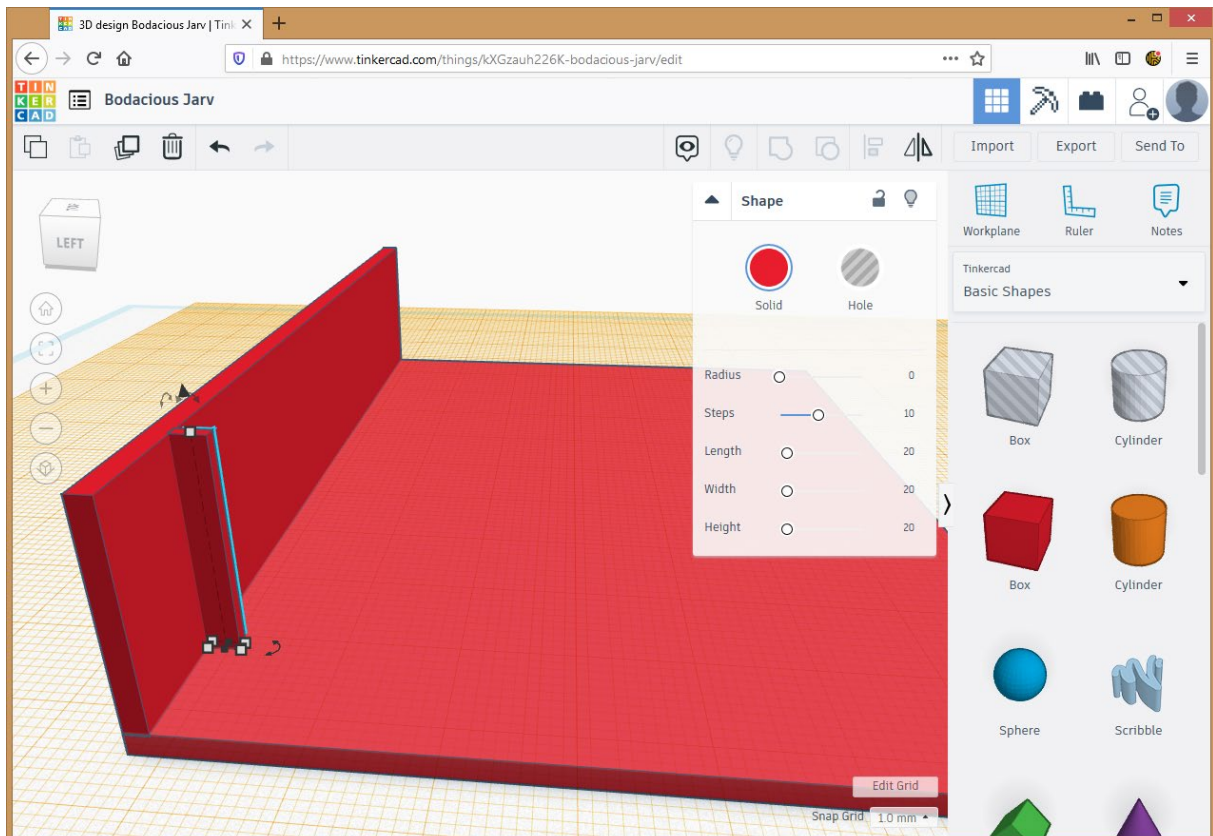 3D design Bodacious Jarv | Tink
https://www.tinkercad.com/things/kXGzauh226K-bodacious-jarv/edit
TIN
KER
CAD
Bodacious Jarv
Import
Export
Send To
LEFT
Shape
Solid
Hole
Radius 0
Steps 10
Length 20
Width 20
Height 20
Workplane
Ruler
Notes
Tinkercad
Basic Shapes
Box
Cylinder
Box
Cylinder
Sphere
Scribble
Edit Grid
Snap Grid 1.0 mm